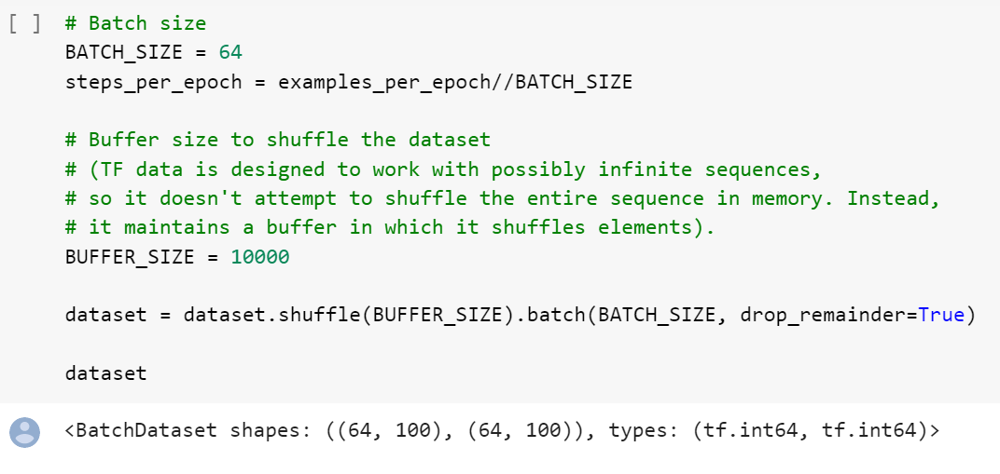 [ ] # Batch size
BATCH_SIZE = 64
steps_per_epoch = examples_per_epoch//BATCH_SIZE
# Buffer size to shuffle the dataset
# (TF data is designed to work with possibly infinite sequences,
# so it doesn't attempt to shuffle the entire sequence in memory. Instead,
# it maintains a buffer in which it shuffles elements).
BUFFER_SIZE = 10000
dataset = dataset.shuffle(BUFFER_SIZE).batch(BATCH_SIZE, drop_remainder=True)
dataset
<BatchDataset shapes: ((64, 100), (64, 100)), types: (tf.int64, tf.int64)>